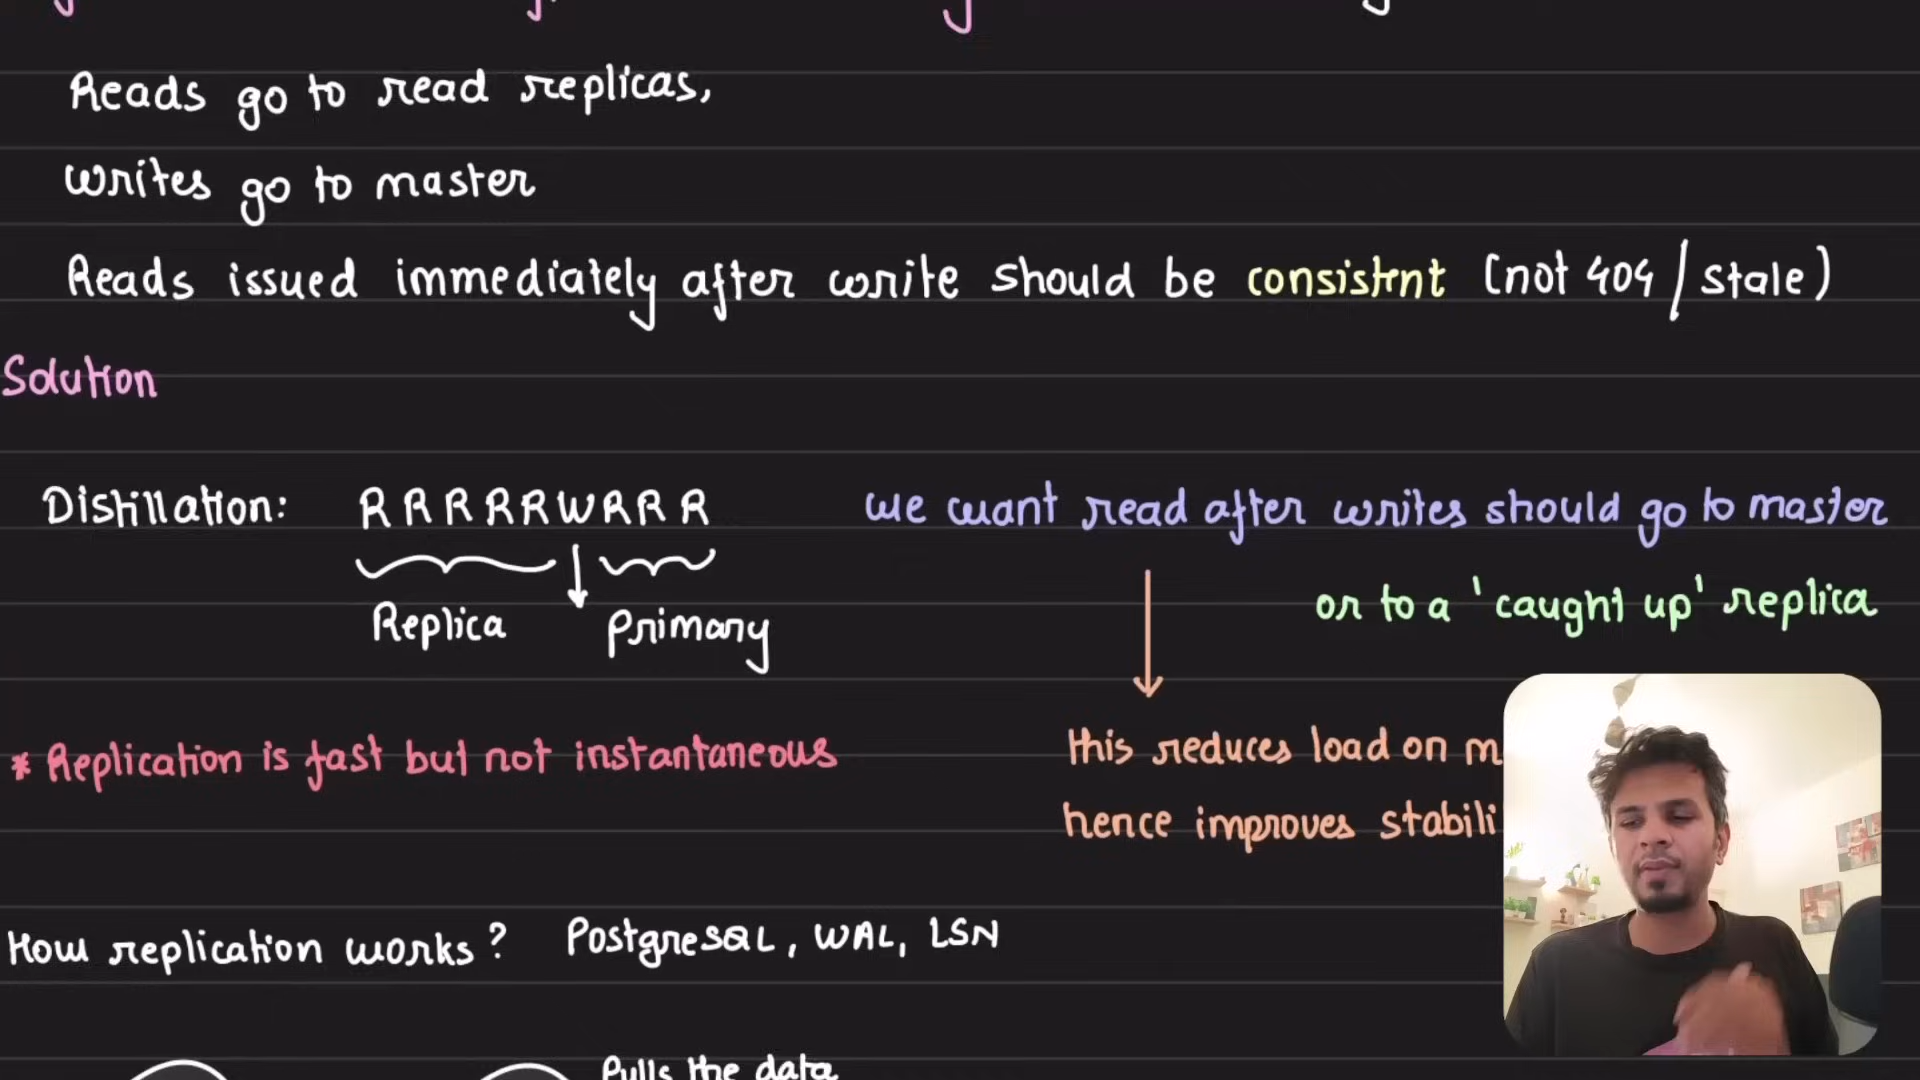 Reads go to read replicas,
writes go to master
Reads issued immediately after write should be consistent (not 404 / stale)
Solution
Distillation: R R R R R W R R R we want read after writes should go to master
or to a 'caught up' replica
Replica Primary
* Replication is fast but not instantaneous
this reduces load on m
hence improves stabili
How replication works? PostgreSQL, WAL, LSN
Pulls the data